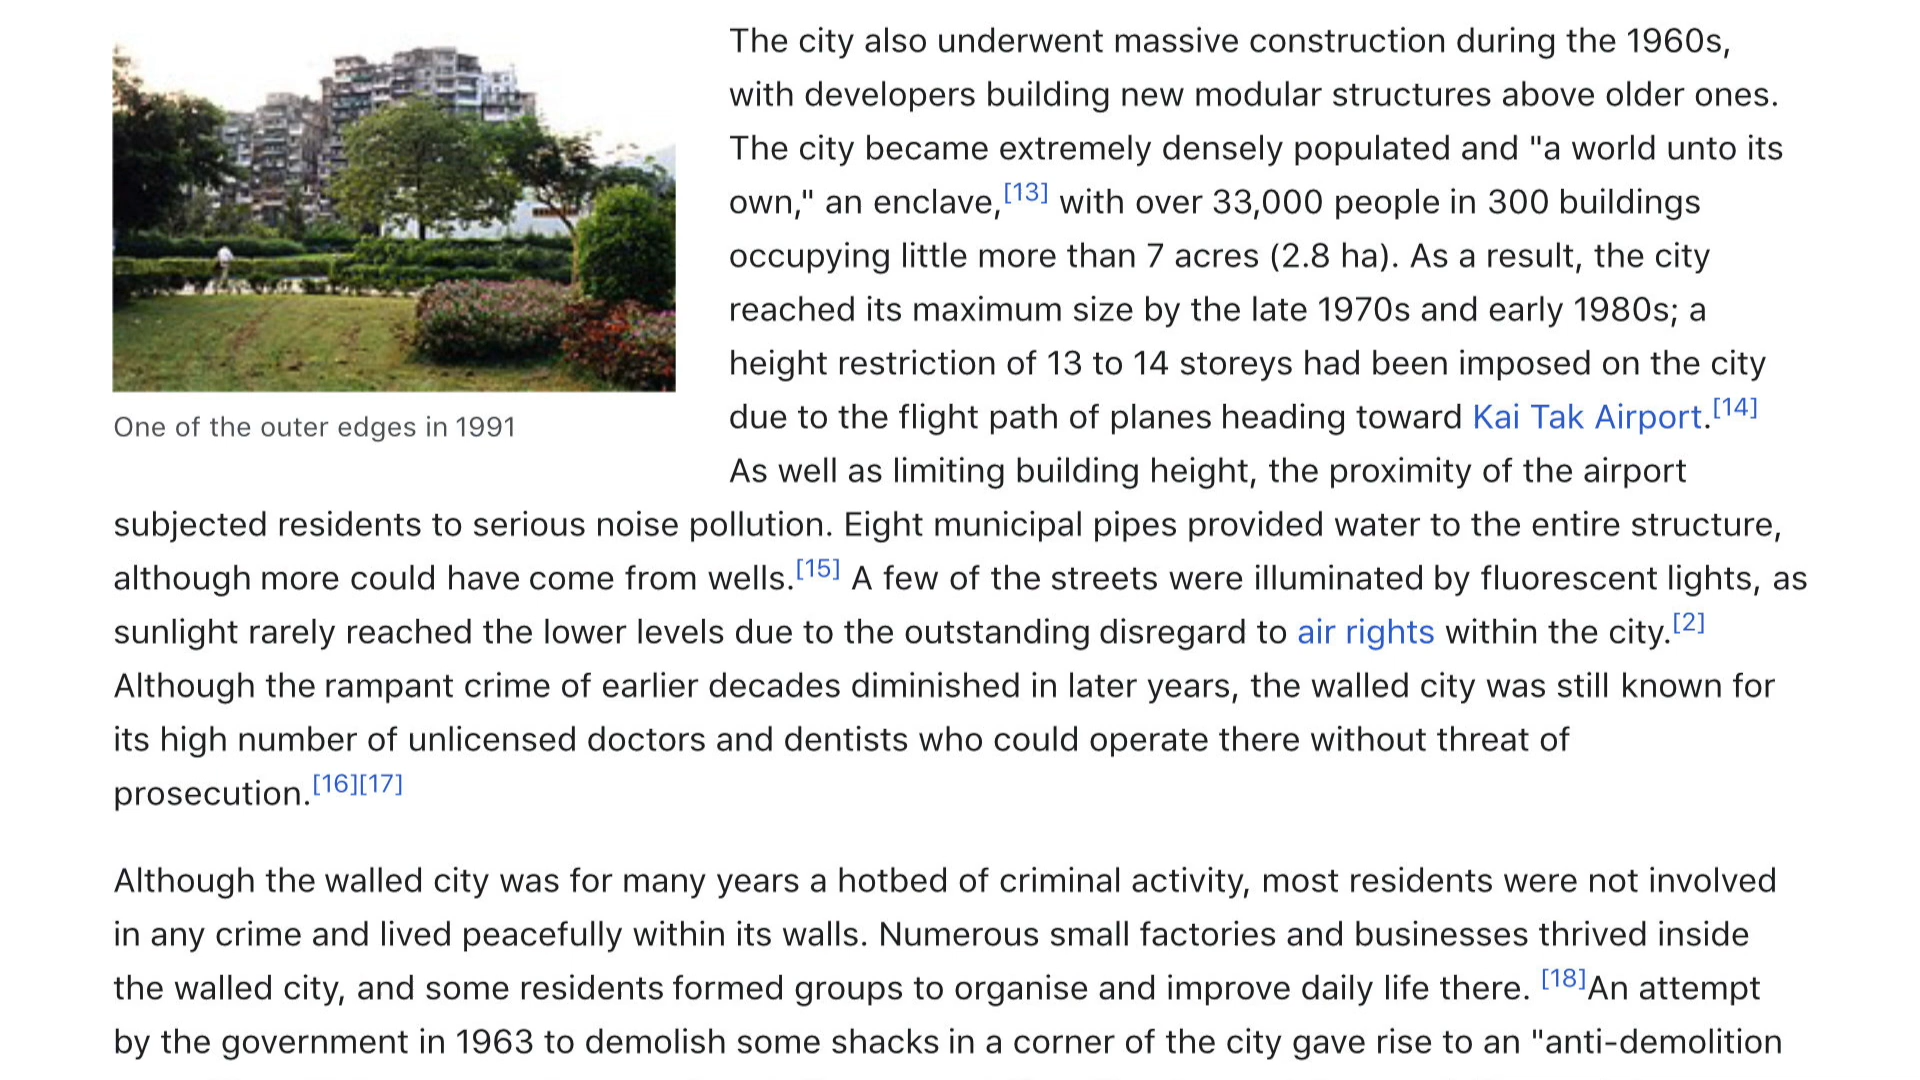 The city also underwent massive construction during the 1960s,
with developers building new modular structures above older ones.
The city became extremely densely populated and "a world unto its
own," an enclave,[13] with over 33,000 people in 300 buildings
occupying little more than 7 acres (2.8 ha). As a result, the city
reached its maximum size by the late 1970s and early 1980s; a
height restriction of 13 to 14 storeys had been imposed on the city
due to the flight path of planes heading toward Kai Tak Airport.[14]
As well as limiting building height, the proximity of the airport
One of the outer edges in 1991
subjected residents to serious noise pollution. Eight municipal pipes provided water to the entire structure,
although more could have come from wells.[15] A few of the streets were illuminated by fluorescent lights, as
sunlight rarely reached the lower levels due to the outstanding disregard to air rights within the city.[2]
Although the rampant crime of earlier decades diminished in later years, the walled city was still known for
its high number of unlicensed doctors and dentists who could operate there without threat of
prosecution.[16][17]
Although the walled city was for many years a hotbed of criminal activity, most residents were not involved
in any crime and lived peacefully within its walls. Numerous small factories and businesses thrived inside
the walled city, and some residents formed groups to organise and improve daily life there. [18]An attempt
by the government in 1963 to demolish some shacks in a corner of the city gave rise to an "anti-demolition